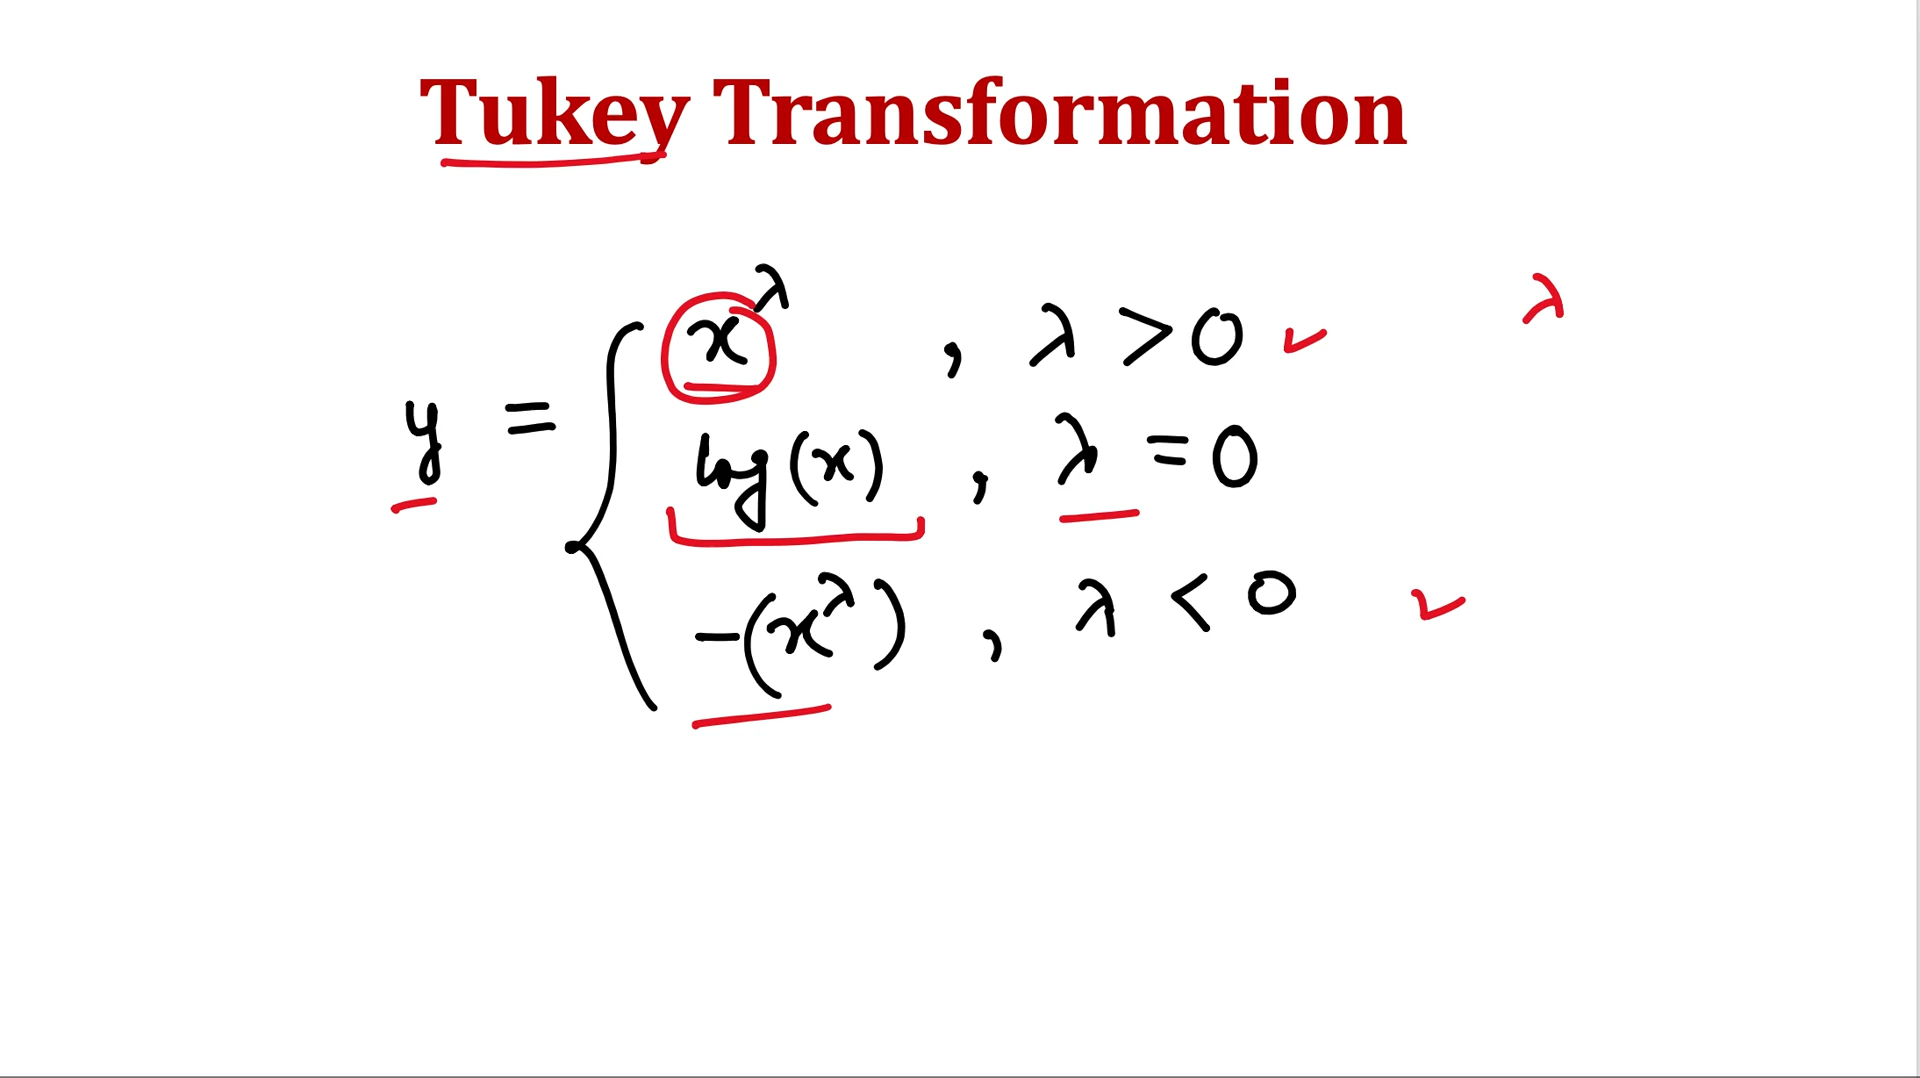 Tukey Transformation
y = { x^λ , λ > 0 λ
log(x) , λ = 0
-(x^λ) , λ < 0